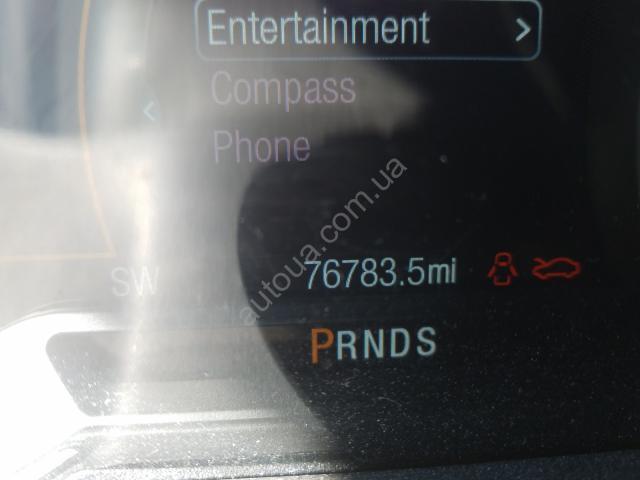 Entertainment >
Compass
Phone
autoua.com.ua
SW 76783.5mi
PRNDS